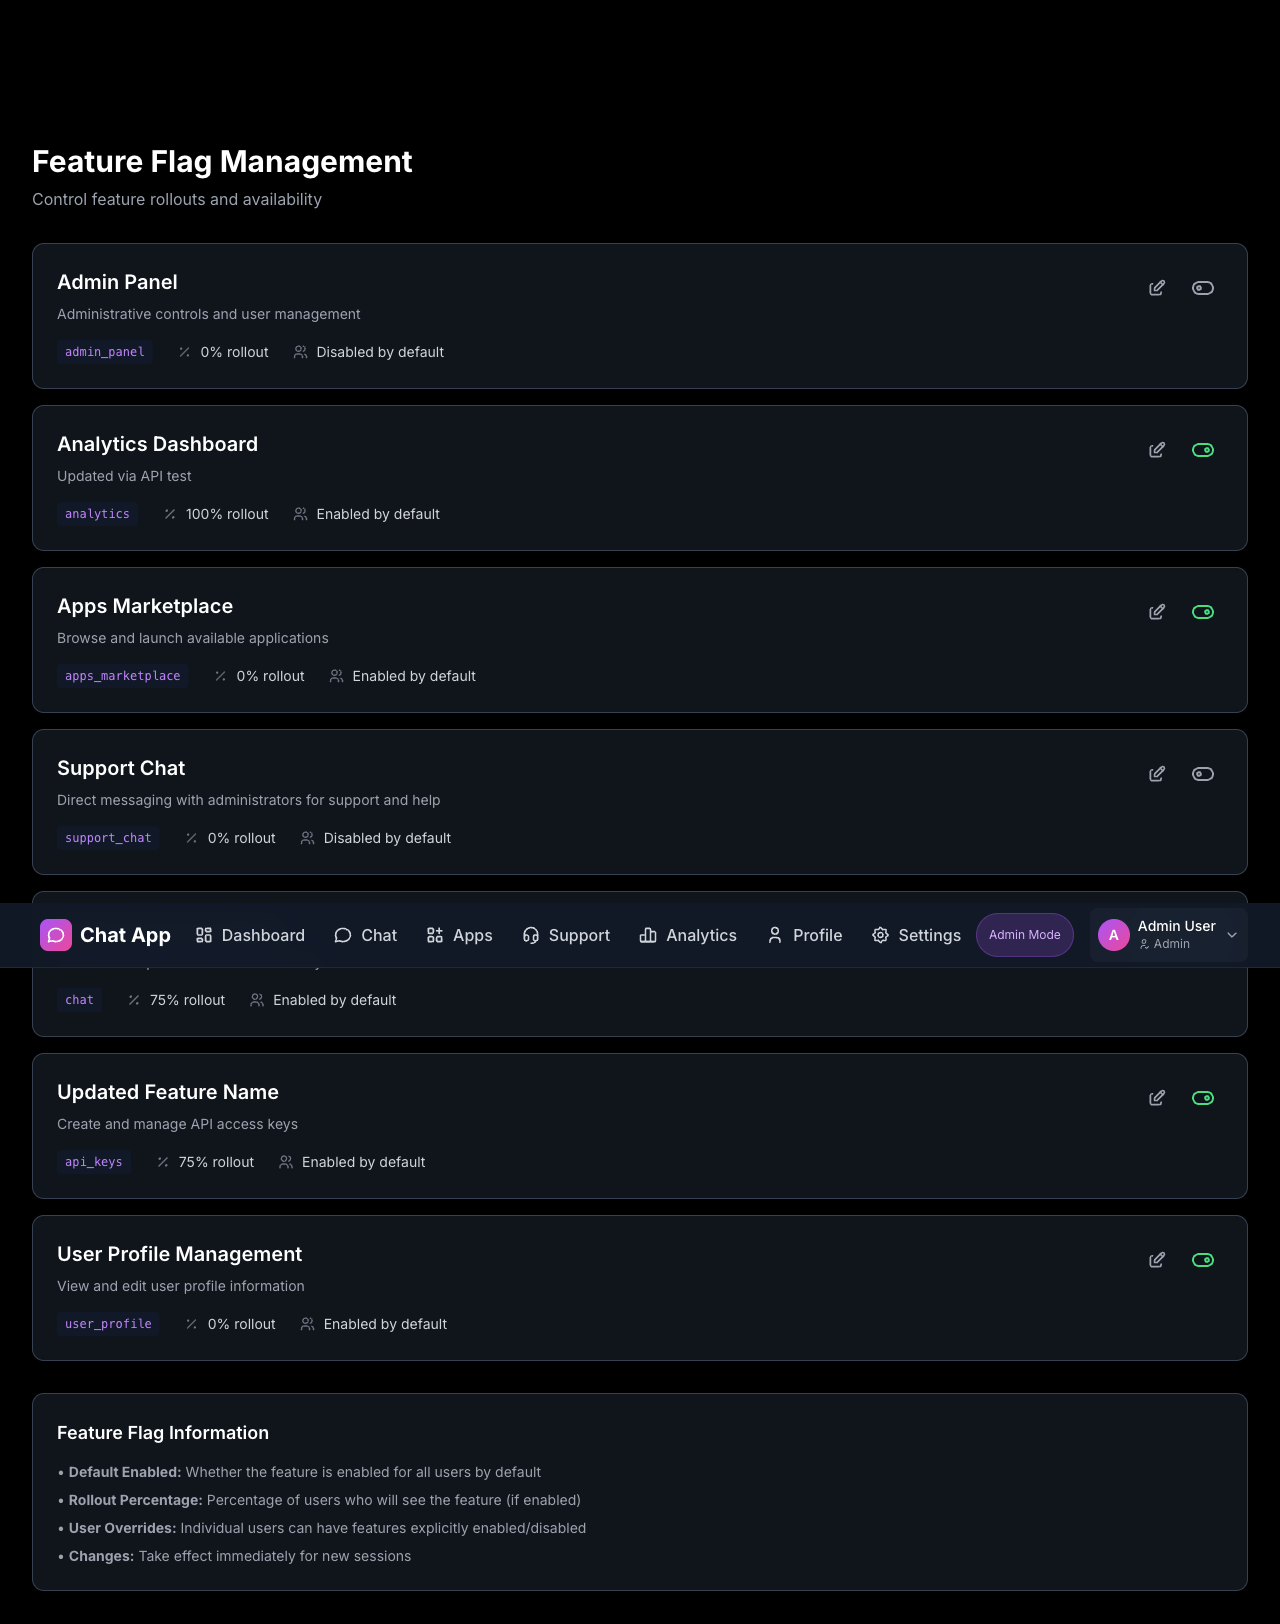 Feature Flag Management
Control feature rollouts and availability
Admin Panel
Administrative controls and user management
admin_panel 0% rollout Disabled by default
Analytics Dashboard
Updated via API test
analytics 100% rollout Enabled by default
Apps Marketplace
Browse and launch available applications
apps_marketplace 0% rollout Enabled by default
Support Chat
Direct messaging with administrators for support and help
support_chat 0% rollout Disabled by default
Chat App Dashboard Chat Apps Support Analytics Profile Settings Admin Mode A Admin User
Admin
chat 75% rollout Enabled by default
Updated Feature Name
Create and manage API access keys
api_keys 75% rollout Enabled by default
User Profile Management
View and edit user profile information
user_profile 0% rollout Enabled by default
Feature Flag Information
• Default Enabled: Whether the feature is enabled for all users by default
• Rollout Percentage: Percentage of users who will see the feature (if enabled)
• User Overrides: Individual users can have features explicitly enabled/disabled
• Changes: Take effect immediately for new sessions